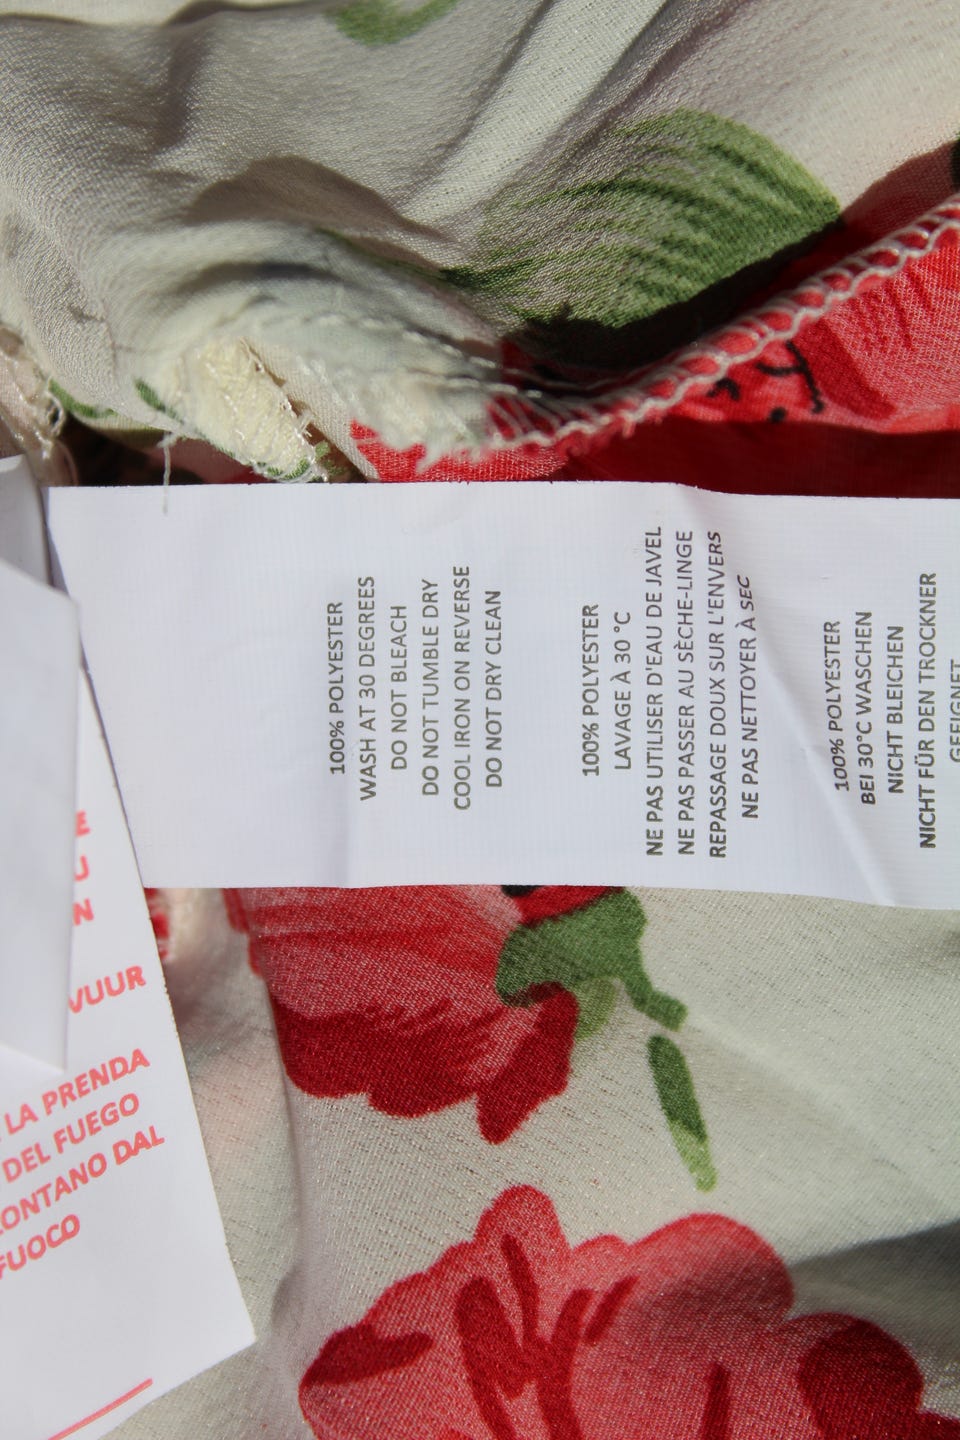 100% POLYESTER
WASH AT 30 DEGREES
DO NOT BLEACH
DO NOT TUMBLE DRY
COOL IRON ON REVERSE
DO NOT DRY CLEAN
100% POLYESTER
LAVAGE À 30 °C
NE PAS UTILISER D'EAU DE JAVEL
NE PAS PASSER AU SÈCHE-LINGE
REPASSAGE DOUX SUR L'ENVERS
NE PAS NETTOYER À SEC
100% POLYESTER
BEI 30°C WASCHEN
NICHT BLEICHEN
NICHT FÜR DEN TROCKNER
GEEIGNET
VUUR
LA PRENDA
DEL FUEGO
DAL
FUOCO